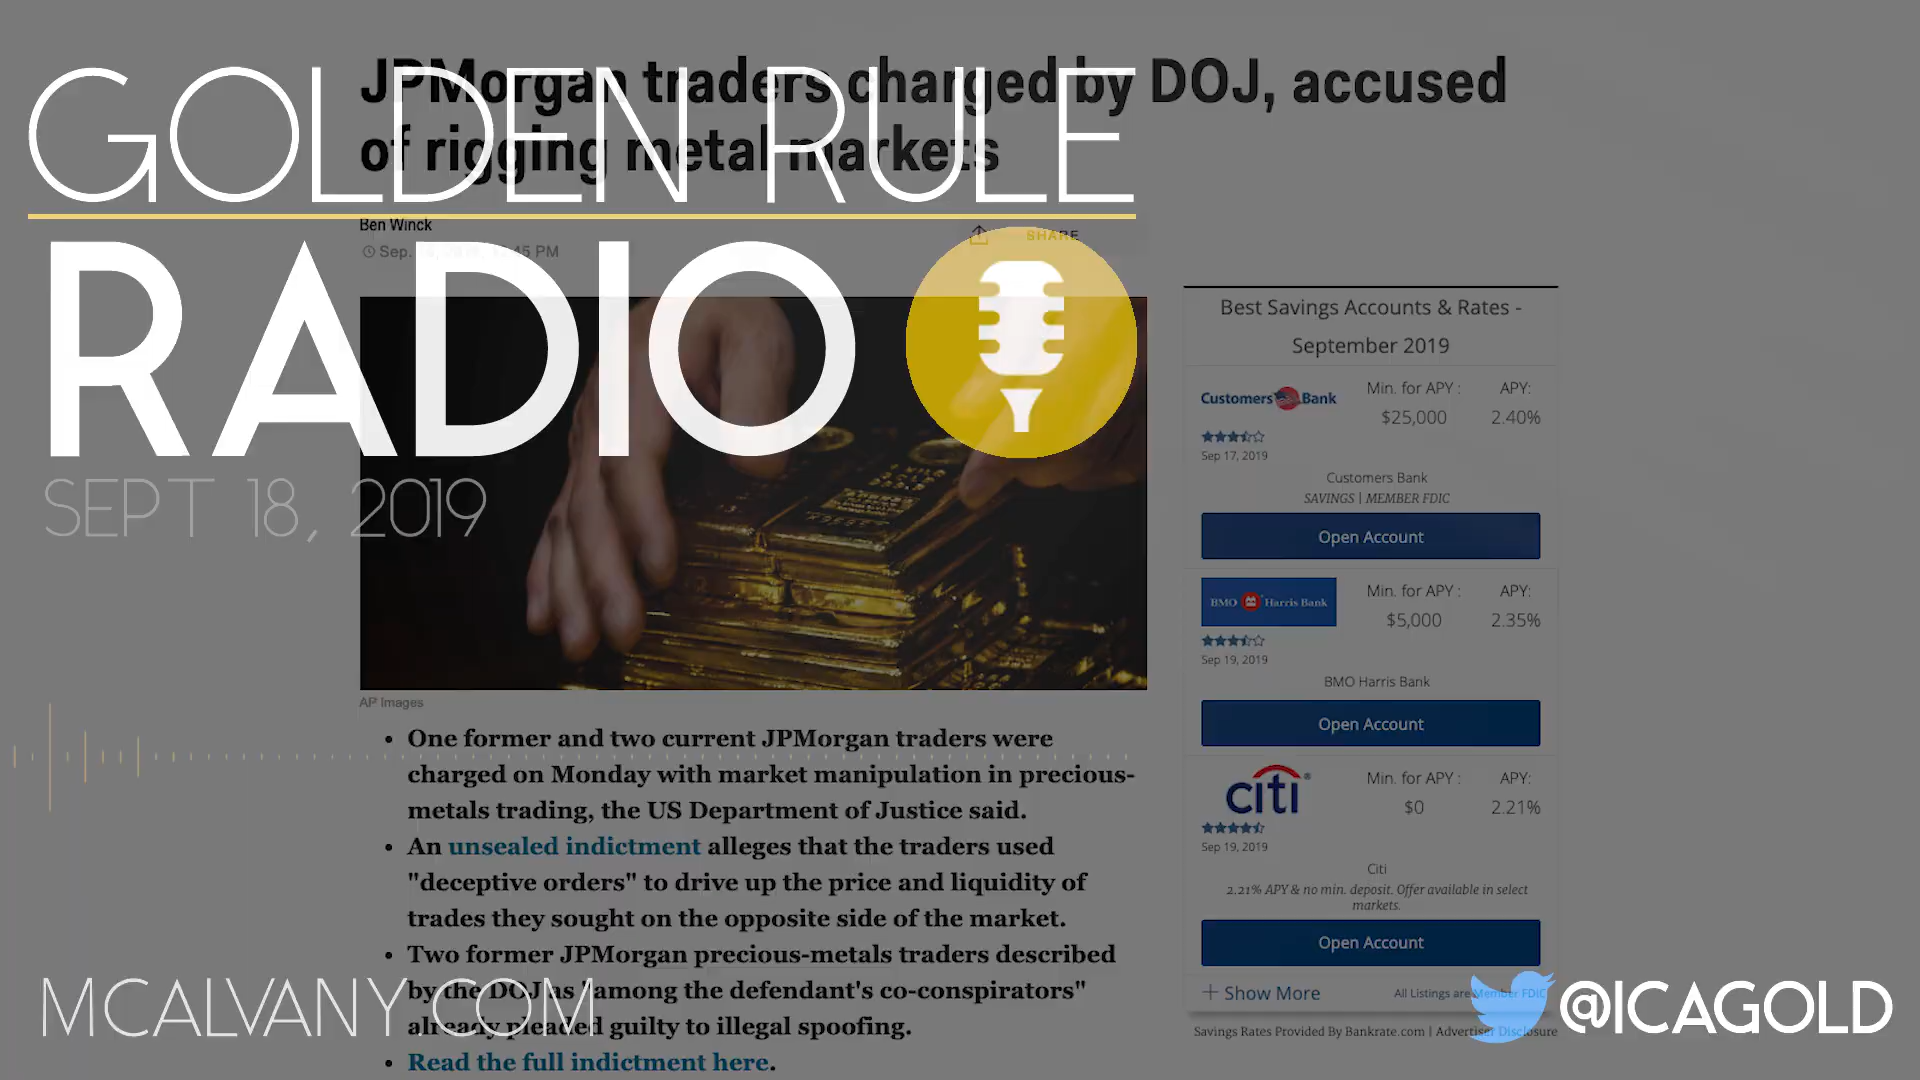 GOLDEN RULE
RADIO
SEPT 18, 2019
JPMorgan traders charged by DOJ, accused
of rigging metal markets
Ben Winck
Sep.
45 PM
SHARE
AP Images
• One former and two current JPMorgan traders were
charged on Monday with market manipulation in precious-
metals trading, the US Department of Justice said.
• An unsealed indictment alleges that the traders used
"deceptive orders" to drive up the price and liquidity of
trades they sought on the opposite side of the market.
• Two former JPMorgan precious-metals traders described
by the DOJ as "among the defendant's co-conspirators"
already pleaded guilty to illegal spoofing.
• Read the full indictment here.
Best Savings Accounts & Rates -
September 2019
Customers Bank
Min. for APY :
APY:
$25,000
2.40%
Sep 17, 2019
Customers Bank
SAVINGS | MEMBER FDIC
Open Account
BMO Harris Bank
Min. for APY :
APY:
$5,000
2.35%
Sep 19, 2019
BMO Harris Bank
Open Account
citi
Min. for APY :
APY:
$0
2.21%
Sep 19, 2019
Citi
2.21% APY & no min. deposit. Offer available in select
markets.
Open Account
+ Show More
All Listings are Member FDIC
Savings Rates Provided By Bankrate.com | Advertiser Disclosure
MCALVANY.COM
@ICAGOLD